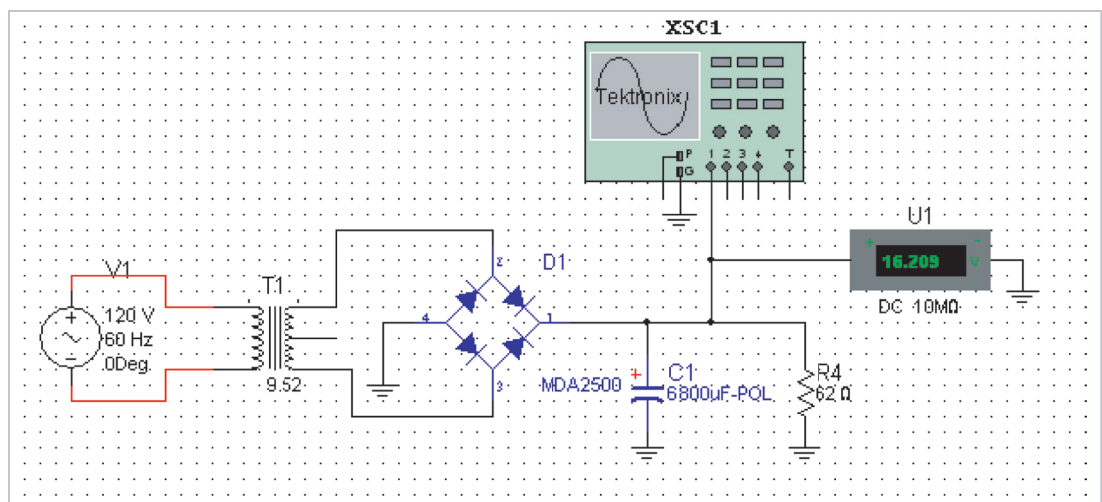 XSC1
Tektronix
P
G
1 2 3 4 T
U1
+ -
16.209 V
DC 10MΩ
V1
+
-
120 V
60 Hz
0Deg
T1
9.52
D1
2
4
1
3
MDA2500
+
C1
6800uF-POL
R4
62 Ω